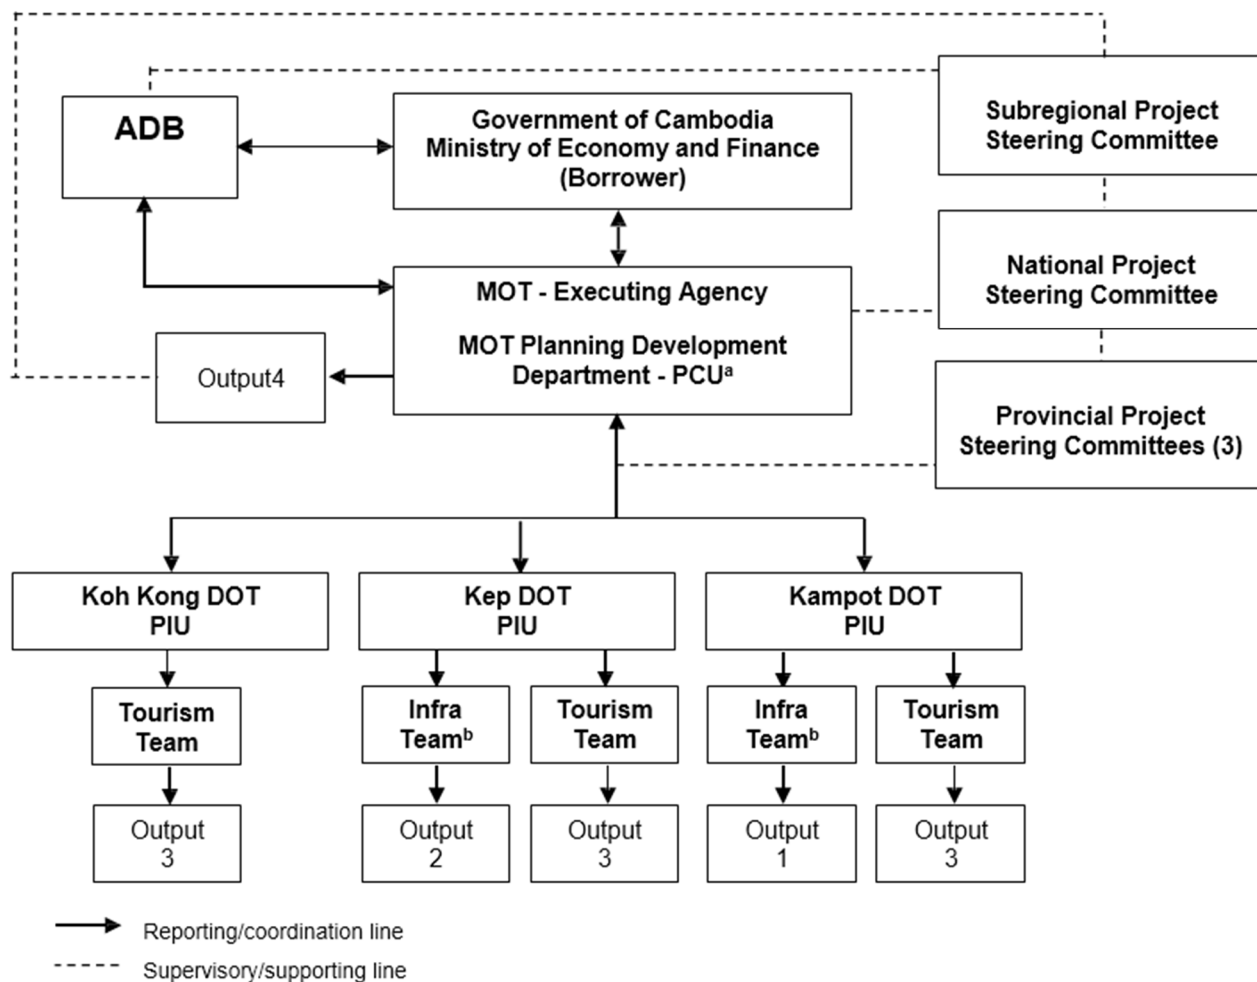 ADB
Government of Cambodia
Ministry of Economy and Finance
(Borrower)
Subregional Project
Steering Committee
National Project
Steering Committee
MOT - Executing Agency
MOT Planning Development
Department - PCUᵃ
Output4
Provincial Project
Steering Committees (3)
Koh Kong DOT
PIU
Kep DOT
PIU
Kampot DOT
PIU
Tourism
Team
Infra
Teamᵇ
Tourism
Team
Infra
Teamᵇ
Tourism
Team
Output
3
Output
2
Output
3
Output
1
Output
3
Reporting/coordination line
Supervisory/supporting line